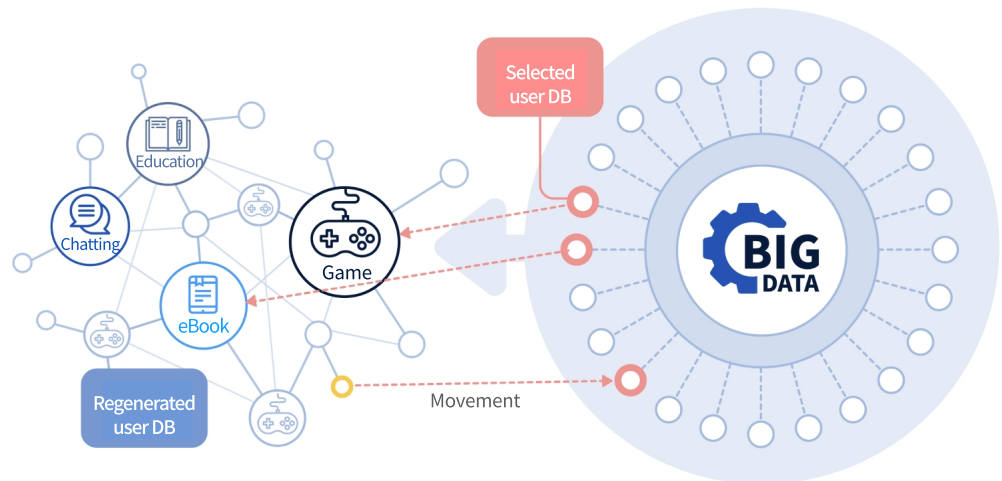 Selected
user DB
Education
Chatting
Game
eBook
BIG
DATA
Regenerated
user DB
Movement